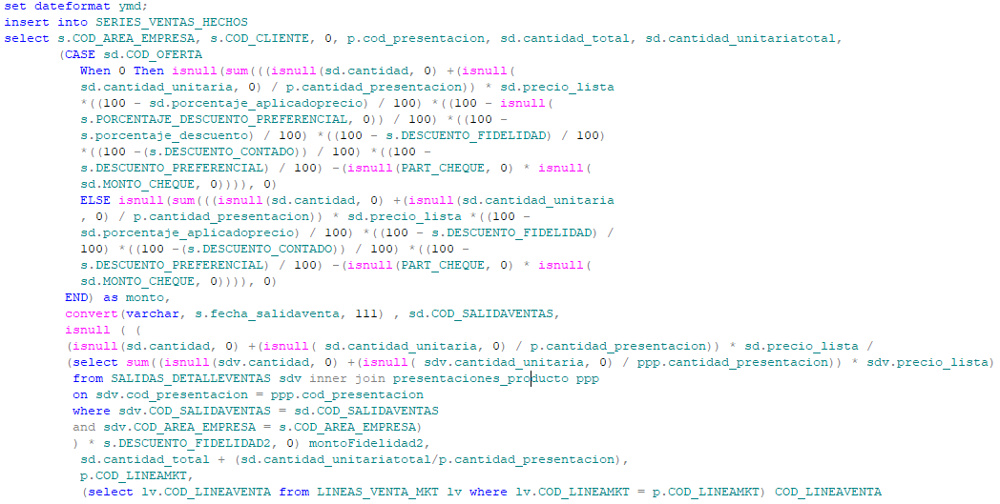 set dateformat ymd;
insert into SERIES_VENTAS_HECHOS
select s.COD_AREA_EMPRESA, s.COD_CLIENTE, 0, p.cod_presentacion, sd.cantidad_total, sd.cantidad_unitariatotal,
(CASE sd.COD_OFERTA
When 0 Then isnull(sum(((isnull(sd.cantidad, 0) +(isnull(
sd.cantidad_unitaria, 0) / p.cantidad_presentacion)) * sd.precio_lista
*((100 - sd.porcentaje_aplicadoprecio) / 100) *((100 - isnull(
s.PORCENTAJE_DESCUENTO_PREFERENCIAL, 0)) / 100) *((100 -
s.porcentaje_descuento) / 100) *((100 - s.DESCUENTO_FIDELIDAD) / 100)
*((100 -(s.DESCUENTO_CONTADO)) / 100) *((100 -
s.DESCUENTO_PREFERENCIAL) / 100) -(isnull(PART_CHEQUE, 0) * isnull(
sd.MONTO_CHEQUE, 0)))), 0)
ELSE isnull(sum(((isnull(sd.cantidad, 0) +(isnull(sd.cantidad_unitaria
, 0) / p.cantidad_presentacion)) * sd.precio_lista *((100 -
sd.porcentaje_aplicadoprecio) / 100) *((100 - s.DESCUENTO_FIDELIDAD) /
100) *((100 -(s.DESCUENTO_CONTADO)) / 100) *((100 -
s.DESCUENTO_PREFERENCIAL) / 100) -(isnull(PART_CHEQUE, 0) * isnull(
sd.MONTO_CHEQUE, 0)))), 0)
END) as monto,
convert(varchar, s.fecha_salidaventa, 111) , sd.COD_SALIDAVENTAS,
isnull ( (
(isnull(sd.cantidad, 0) +(isnull( sd.cantidad_unitaria, 0) / p.cantidad_presentacion)) * sd.precio_lista /
(select sum((isnull(sdv.cantidad, 0) +(isnull( sdv.cantidad_unitaria, 0) / ppp.cantidad_presentacion)) * sdv.precio_lista)
from SALIDAS_DETALLEVENTAS sdv inner join presentaciones_producto ppp
on sdv.cod_presentacion = ppp.cod_presentacion
where sdv.COD_SALIDAVENTAS = sd.COD_SALIDAVENTAS
and sdv.COD_AREA_EMPRESA = s.COD_AREA_EMPRESA)
) * s.DESCUENTO_FIDELIDAD2, 0) montoFidelidad2,
sd.cantidad_total + (sd.cantidad_unitariatotal/p.cantidad_presentacion),
p.COD_LINEAMKT,
(select lv.COD_LINEAVENTA from LINEAS_VENTA_MKT lv where lv.COD_LINEAMKT = p.COD_LINEAMKT) COD_LINEAVENTA